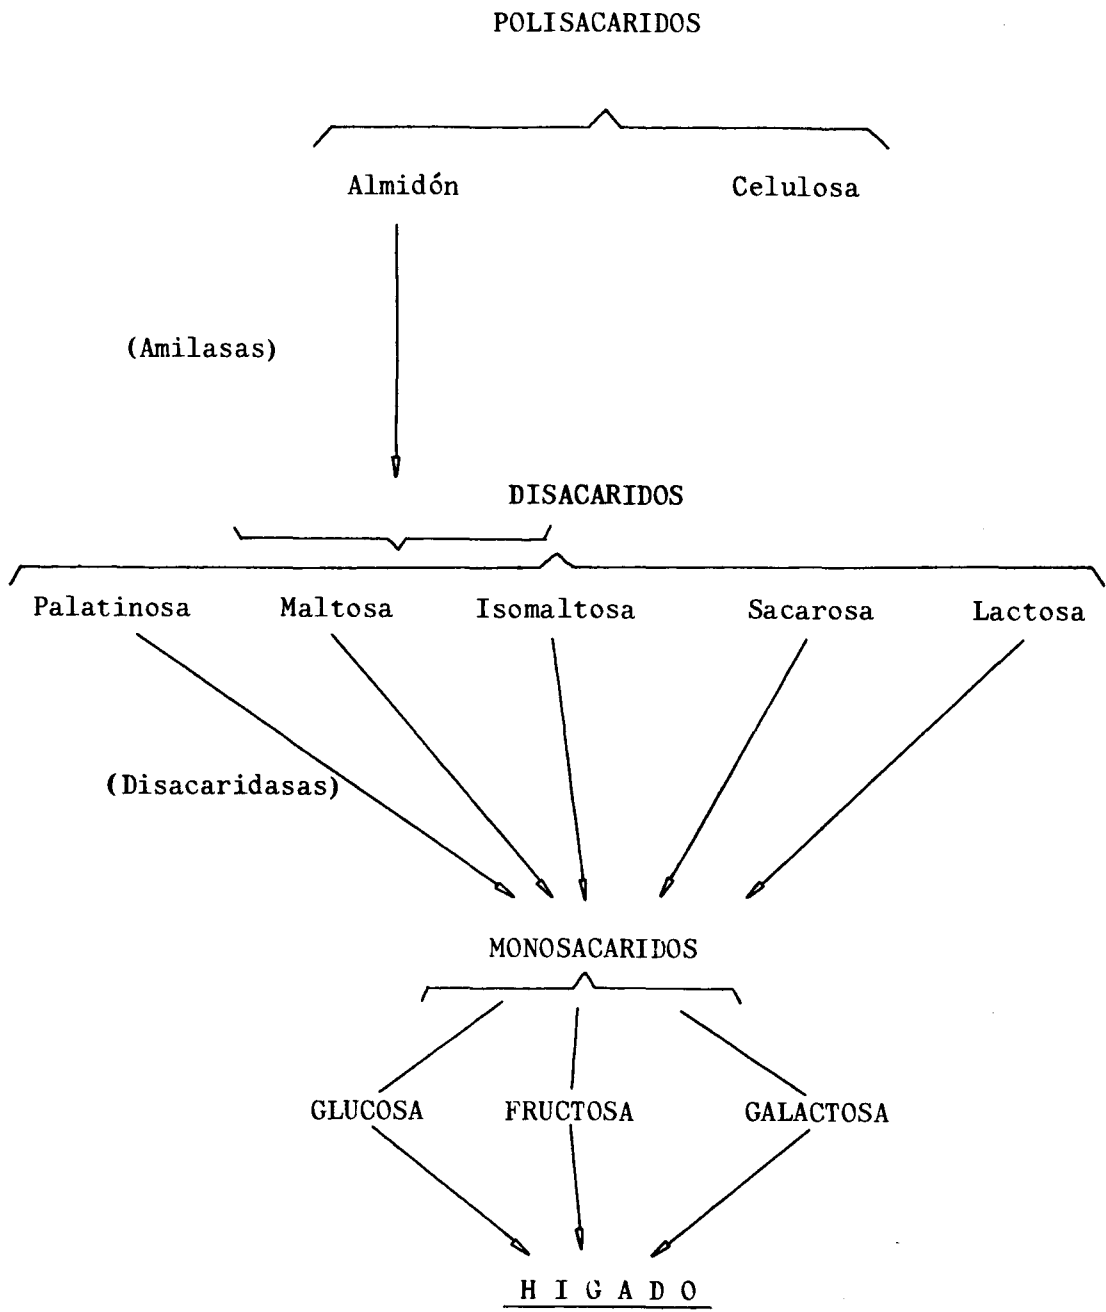 POLISACARIDOS
Almidón Celulosa
(Amilasas)
DISACARIDOS
Palatinosa Maltosa Isomaltosa Sacarosa Lactosa
(Disacaridasas)
MONOSACARIDOS
GLUCOSA FRUCTOSA GALACTOSA
H I G A D O